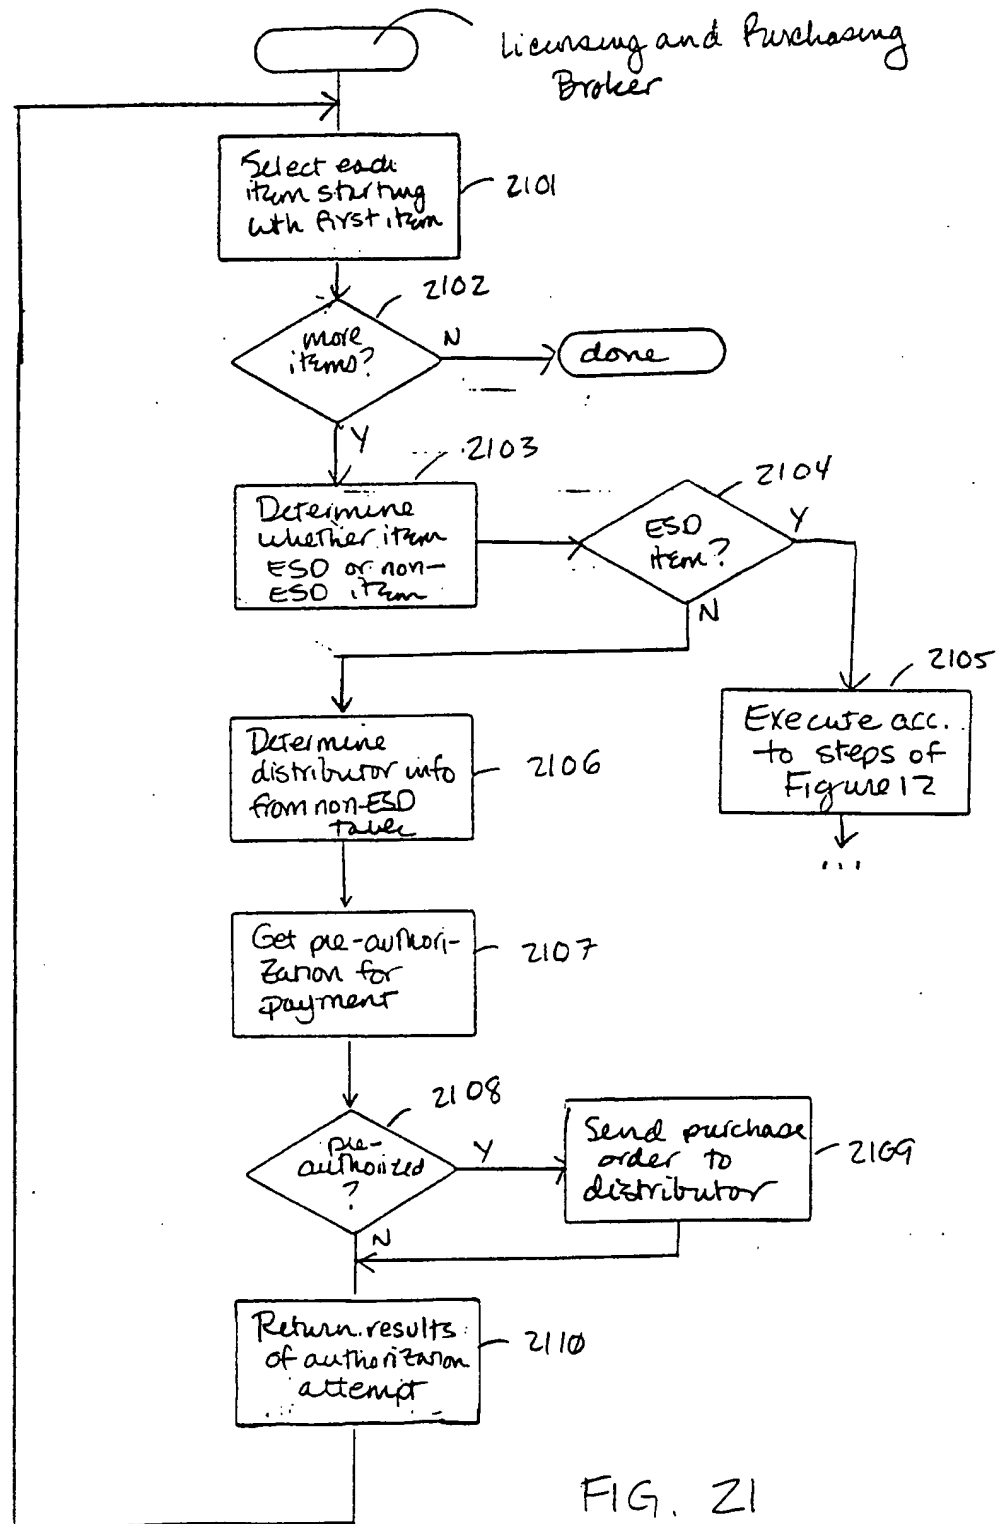 Licensing and Purchasing
Broker
Select each
item starting
with first item
2101
2102
more
items?
N
done
Y
2103
Determine
whether item
ESD or non-
ESD item
2104
ESD
item?
Y
N
2105
Execute acc.
to steps of
Figure 12
...
Determine
distributor info
from non-ESD
table
2106
Get pre-authori-
zation for
payment
2107
2108
pre-
authorized
?
Y
Send purchase
order to
distributor
2109
N
Return results
of authorization
attempt
2110
FIG. 21